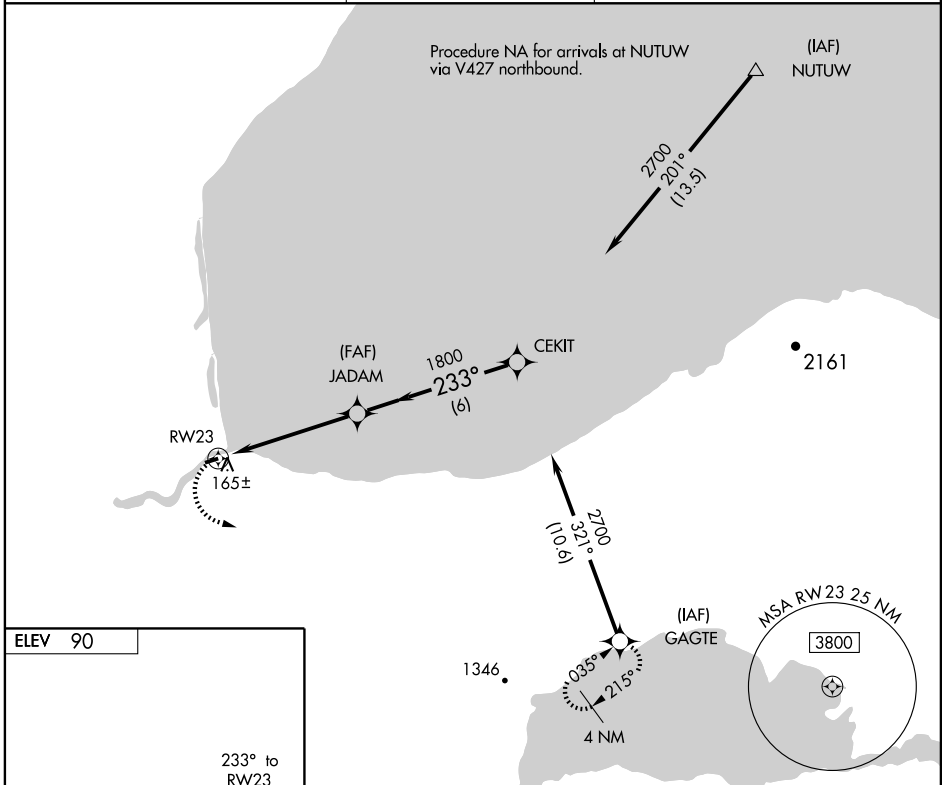 Procedure NA for arrivals at NUTUW
via V427 northbound.
(IAF)
NUTUW
2700
201°
(13.5)
2161
CEKIT
(FAF)
JADAM
1800
233°
(6)
RW23
165±
2700
321°
(10.6)
(IAF)
GAGTE
035°
215°
4 NM
1346
MSA RW23 25 NM
3800
ELEV 90
233° to
RW23